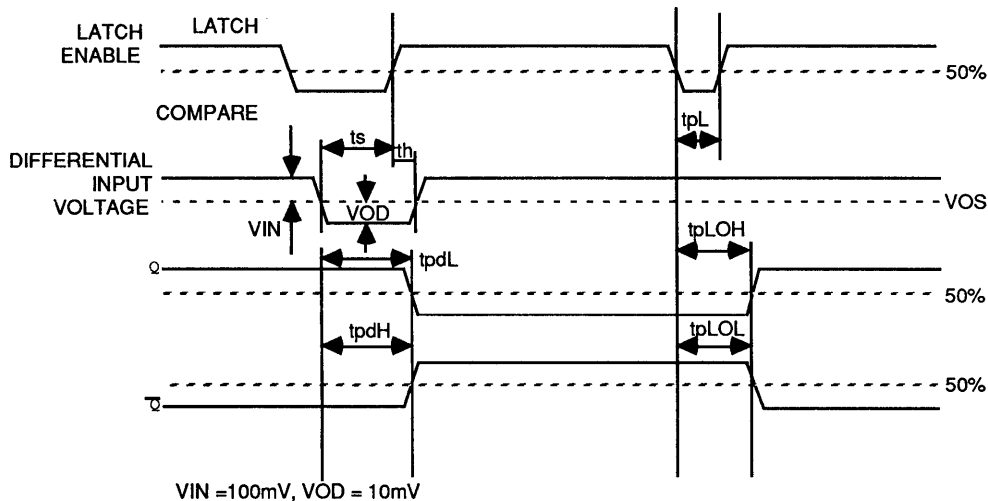 LATCH
ENABLE
LATCH
50%
COMPARE
tpL
ts
th
DIFFERENTIAL
INPUT
VOLTAGE
VOS
VOD
VIN
tpLOH
Q
tpdL
50%
tpdH
tpLOL
50%
Q̅
VIN =100mV, VOD = 10mV